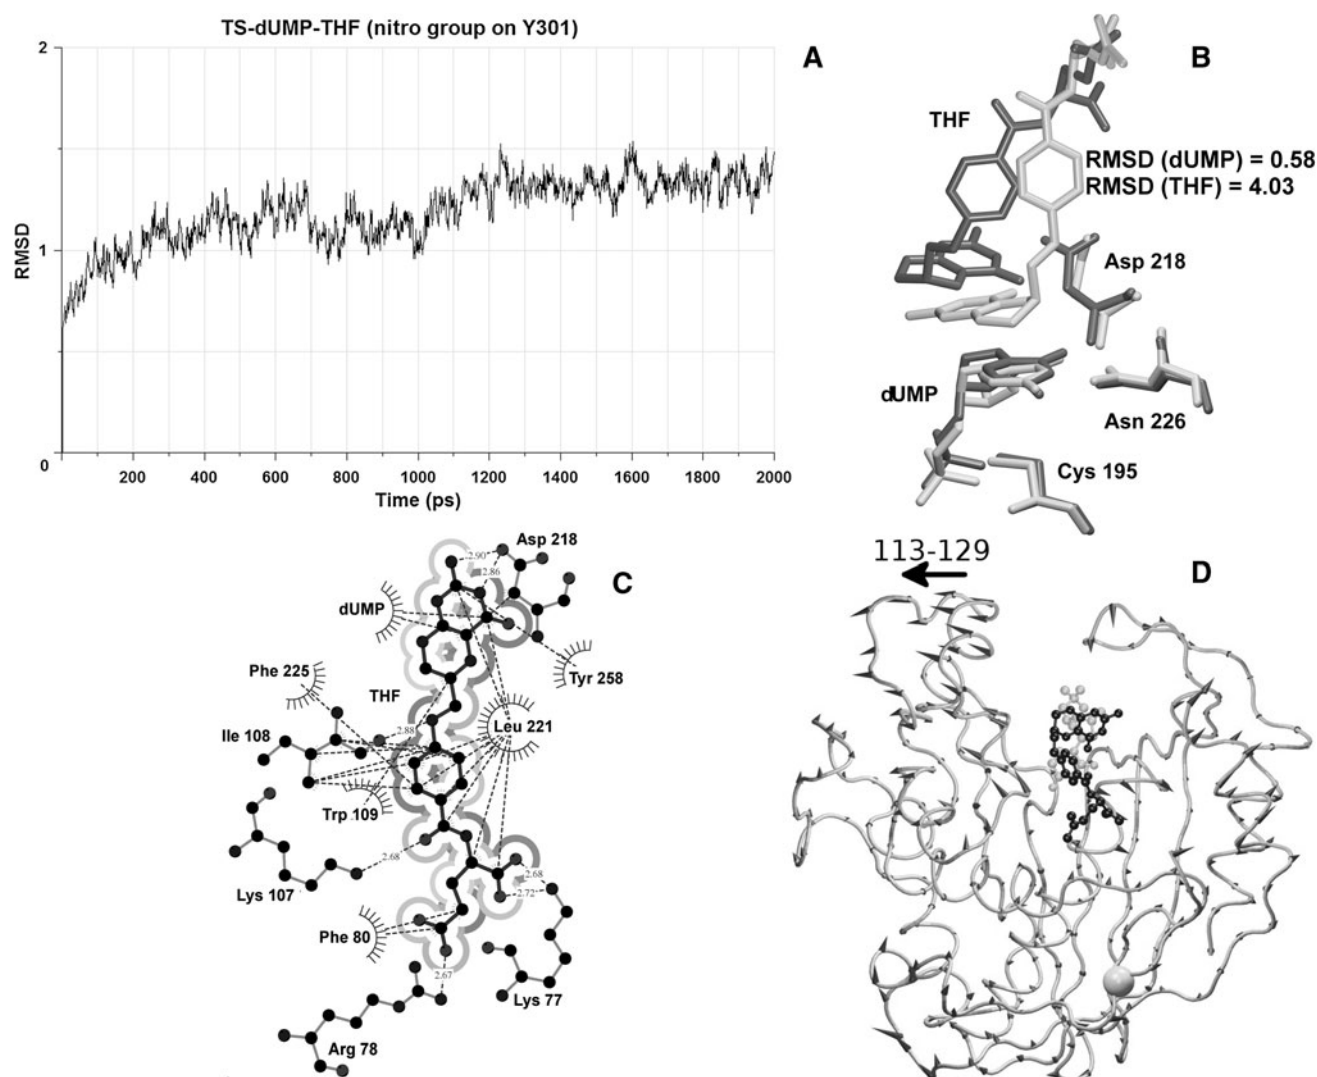 TS-dUMP-THF (nitro group on Y301)
2
1
0
RMSD
200
400
600
800
1000
1200
1400
1600
1800
2000
Time (ps)
A
B
THF
RMSD (dUMP) = 0.58
RMSD (THF) = 4.03
Asp 218
dUMP
Asn 226
Cys 195
C
Asp 218
2.90
2.86
dUMP
Tyr 258
Phe 225
THF
Ile 108
2.88
Leu 221
Trp 109
Lys 107
2.68
2.68
2.72
Phe 80
2.67
Lys 77
Arg 78
113-129
D